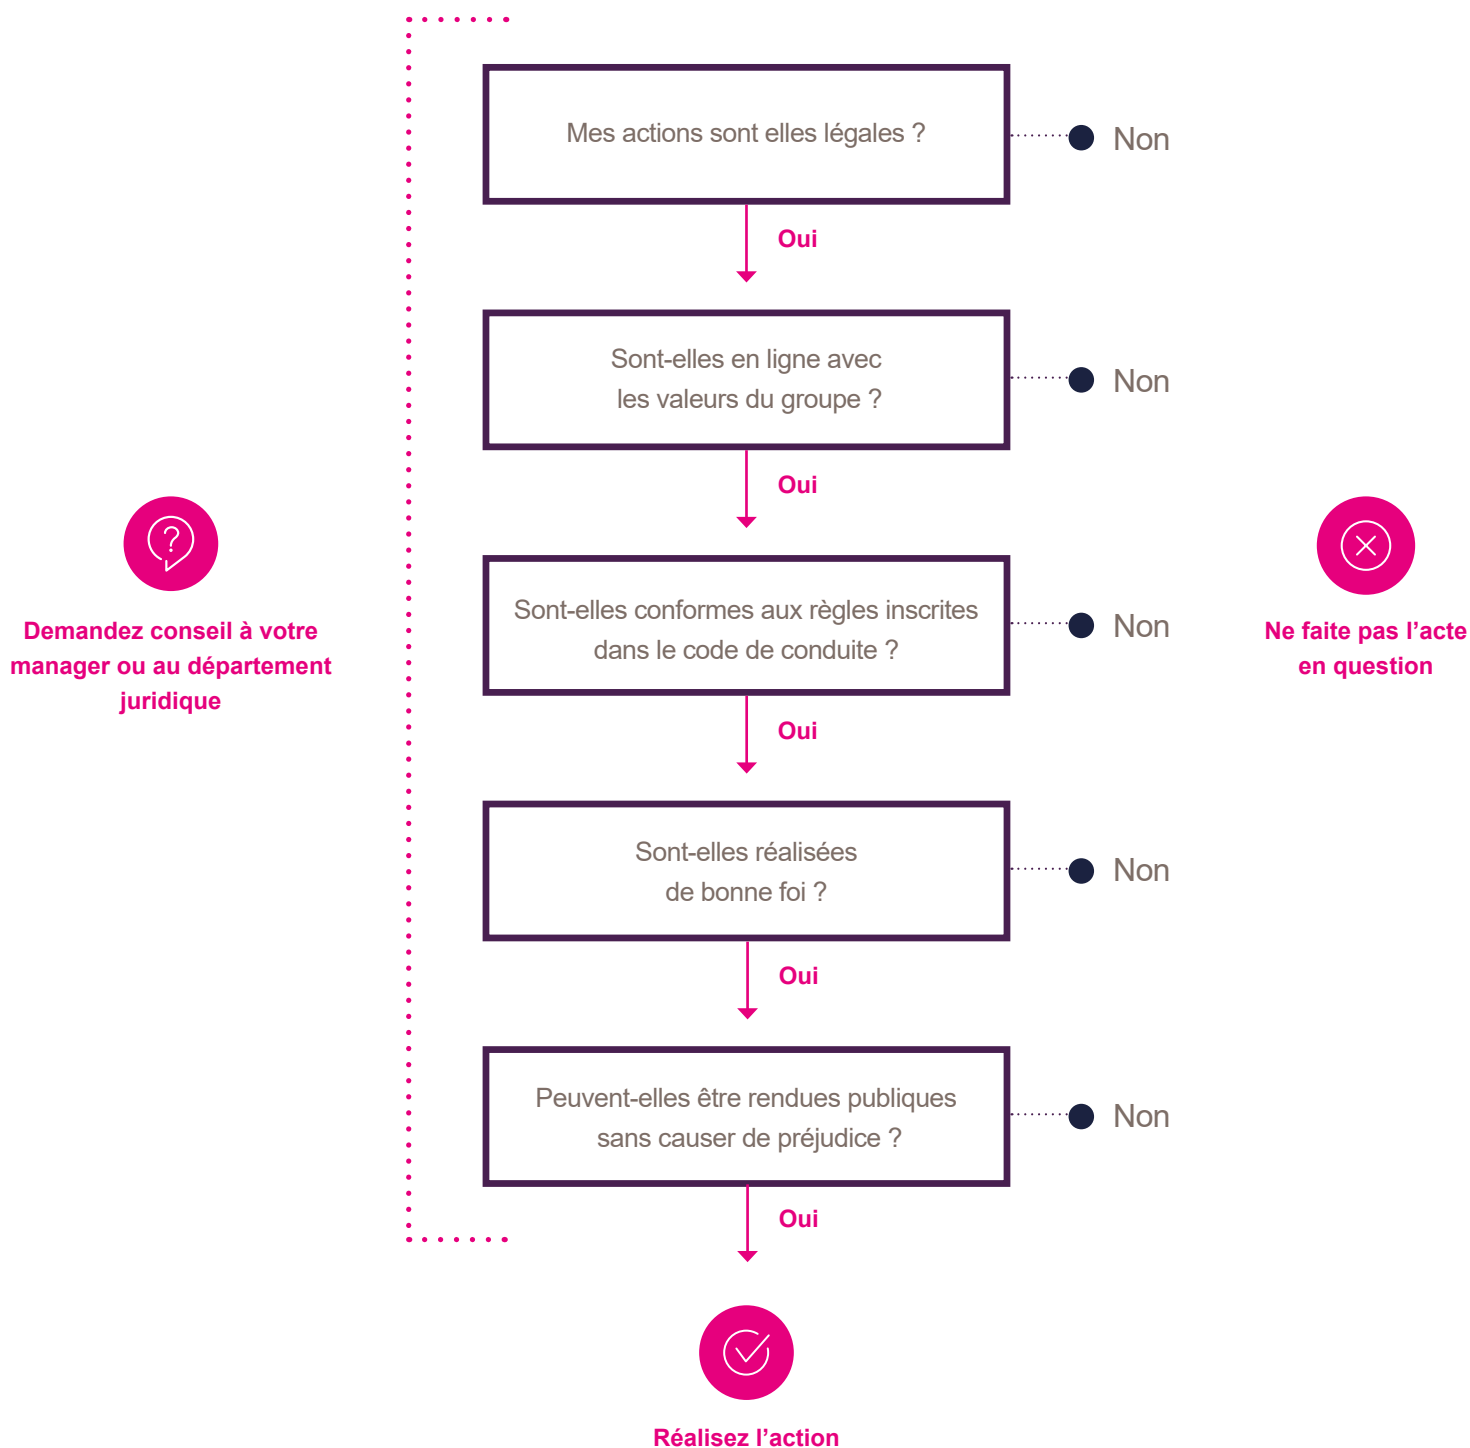 Mes actions sont elles légales ?
Non
Oui
Sont-elles en ligne avec
les valeurs du groupe ?
Non
Oui
Sont-elles conformes aux règles inscrites
dans le code de conduite ?
Non
Oui
Sont-elles réalisées
de bonne foi ?
Non
Oui
Peuvent-elles être rendues publiques
sans causer de préjudice ?
Non
Oui
Réalisez l’action
Demandez conseil à votre
manager ou au département
juridique
Ne faite pas l’acte
en question